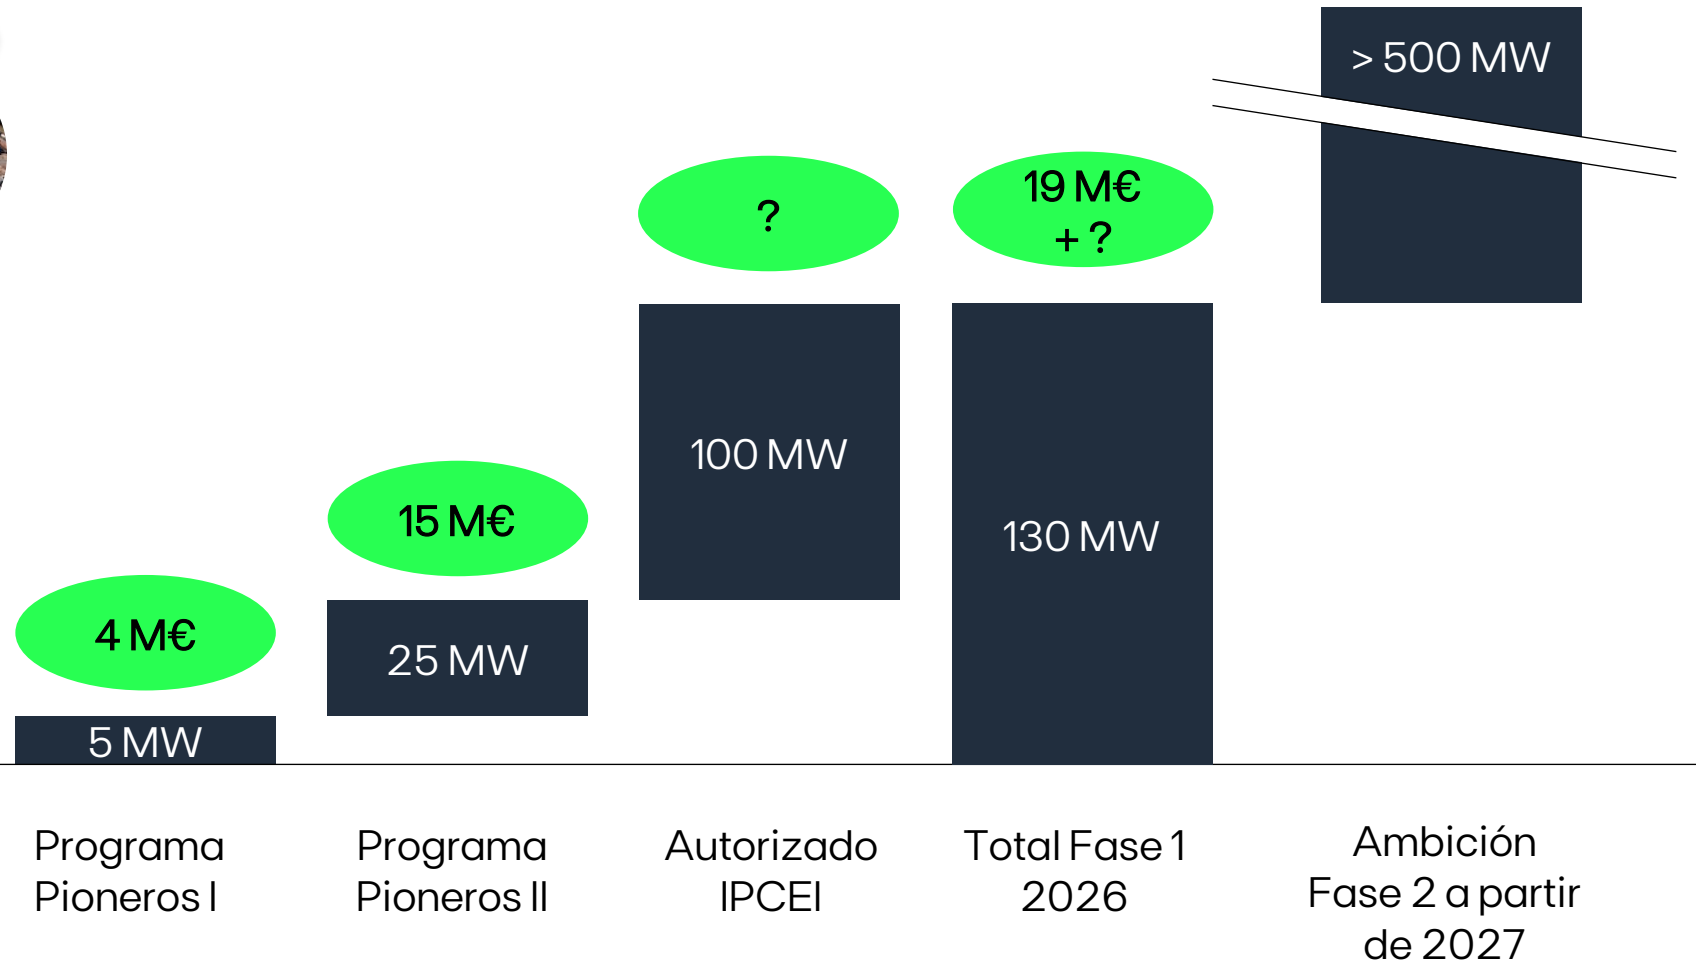 > 500 MW
?
19 M€
+ ?
100 MW
15 M€
130 MW
4 M€
25 MW
5 MW
Programa
Pioneros I
Programa
Pioneros II
Autorizado
IPCEI
Total Fase 1
2026
Ambición
Fase 2 a partir
de 2027